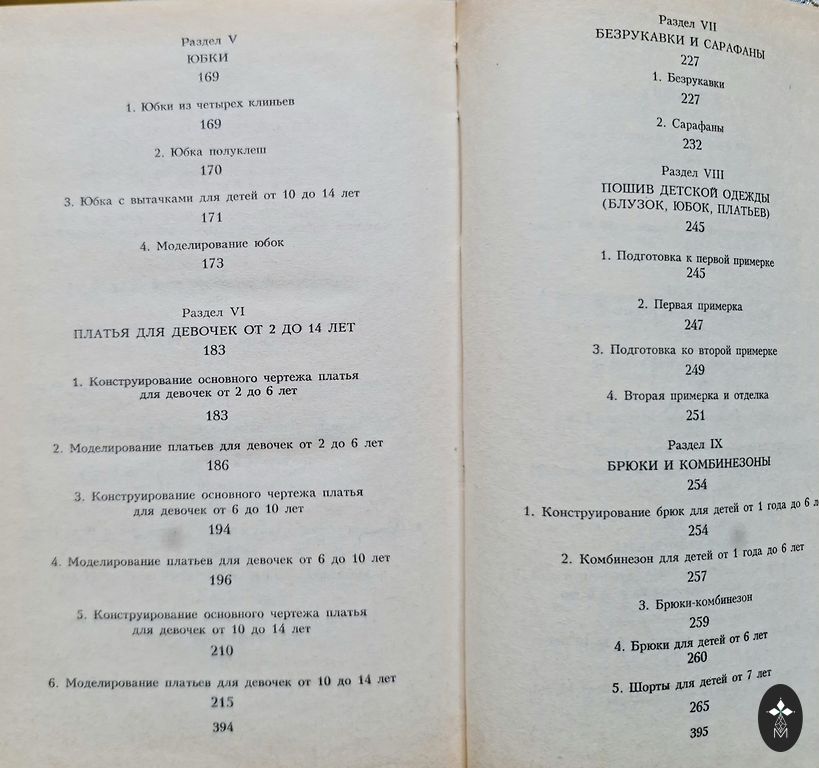 Раздел V
ЮБКИ
169
1. Юбки из четырех клиньев
169
2. Юбка полуклеш
170
3. Юбка с вытачками для детей от 10 до 14 лет
171
4. Моделирование юбок
173
Раздел VI
ПЛАТЬЯ ДЛЯ ДЕВОЧЕК ОТ 2 ДО 14 ЛЕТ
183
1. Конструирование основного чертежа платья
для девочек от 2 до 6 лет
183
2. Моделирование платьев для девочек от 2 до 6 лет
186
3. Конструирование основного чертежа платья
для девочек от 6 до 10 лет
194
4. Моделирование платьев для девочек от 6 до 10 лет
196
5. Конструирование основного чертежа платья
для девочек от 10 до 14 лет
210
6. Моделирование платьев для девочек от 10 до 14 лет
215
394
Раздел VII
БЕЗРУКАВКИ И САРАФАНЫ
227
1. Безрукавки
227
2. Сарафаны
232
Раздел VIII
ПОШИВ ДЕТСКОЙ ОДЕЖДЫ
(БЛУЗОК, ЮБОК, ПЛАТЬЕВ)
245
1. Подготовка к первой примерке
245
2. Первая примерка
247
3. Подготовка ко второй примерке
249
4. Вторая примерка и отделка
251
Раздел IX
БРЮКИ И КОМБИНЕЗОНЫ
254
1. Конструирование брюк для детей от 1 года до 6
254
2. Комбинезон для детей от 1 года до 6 лет
257
3. Брюки-комбинезон
259
4. Брюки для детей от 6 лет
260
5. Шорты для детей от 7 лет
265
395
M